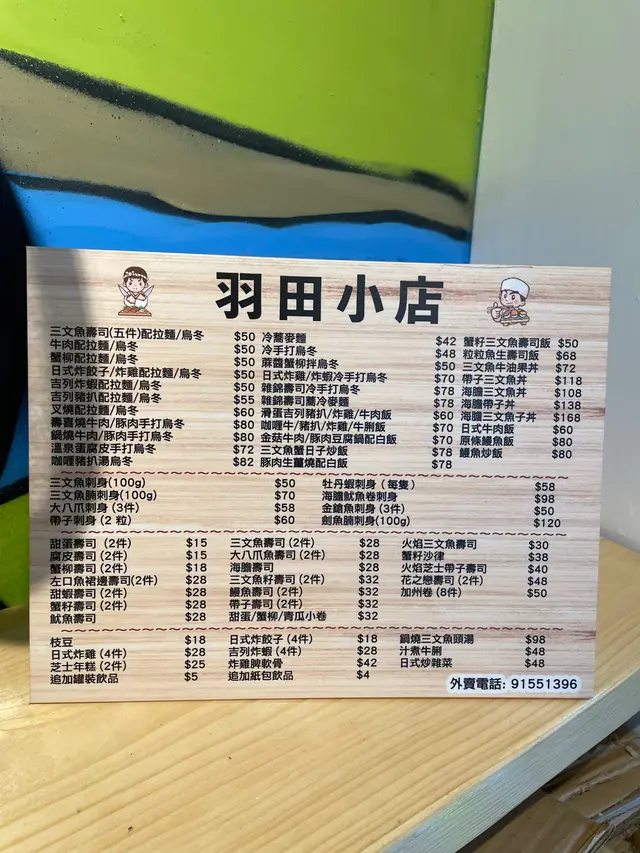 羽田小店
三文魚壽司(五件)配拉麵/烏冬 $50
牛肉配拉麵/烏冬 $50
蟹柳配拉麵/烏冬 $50
日式炸餃子/炸雞配拉麵/烏冬 $50
吉列炸蝦配拉麵/烏冬 $50
吉列豬扒配拉麵/烏冬 $55
叉燒配拉麵/烏冬 $60
壽喜燒牛肉/豚肉手打烏冬 $80
鍋燒牛肉/豚肉手打烏冬 $80
溫泉蛋腐皮手打烏冬 $72
咖喱豬扒湯烏冬 $82
冷蕎麥麵 $42
冷手打烏冬 $48
蔴醬蟹柳拌烏冬 $50
日式炸雞/炸蝦冷手打烏冬 $70
雜錦壽司冷手打烏冬 $78
雜錦壽司蕎冷麥麵 $78
滑蛋吉列豬扒/炸雞/牛肉飯 $60
咖喱牛/豬扒/炸雞/牛脷飯 $70
金菇牛肉/豚肉豆腐鍋配白飯 $70
三文魚蟹子炒飯 $78
豚肉生薑燒配白飯 $78
蟹籽三文魚壽司飯 $50
粒粒魚生壽司飯 $68
三文魚牛油果丼 $72
帶子三文魚丼 $118
海膽三文魚丼 $108
海膽帶子丼 $138
海膽三文魚子丼 $168
日式牛肉飯 $60
原條鰻魚飯 $80
鰻魚炒飯 $80
三文魚刺身(100g) $50
三文魚腩刺身(100g) $70
大八爪刺身 (3件) $58
帶子刺身 (2 粒) $60
牡丹蝦刺身 (每隻) $58
海膽魷魚卷刺身 $98
金鎗魚刺身 (3件) $50
劍魚腩刺身(100g) $120
甜蛋壽司 (2件) $15
腐皮壽司 (2件) $15
蟹柳壽司 (2件) $18
左口魚裙邊壽司(2件) $28
甜蝦壽司 (2件) $28
蟹籽壽司 (2件) $28
魷魚壽司 $28
三文魚壽司 (2件) $28
大八爪魚壽司 (2件) $28
海膽壽司 $28
三文魚籽壽司 (2件) $32
鰻魚壽司 (2件) $32
帶子壽司 (2件) $32
甜蛋/蟹柳/青瓜小卷 $32
火焰三文魚壽司 $30
蟹籽沙律 $38
火焰芝士帶子壽司 $40
花之戀壽司 (2件) $48
加州卷 (8件) $50
枝豆 $18
日式炸雞 (4件) $28
芝士年糕 (2件) $25
追加罐裝飲品 $5
日式炸餃子 (4件) $18
吉列炸蝦 (4件) $28
炸雞脾軟骨 $42
追加紙包飲品 $4
鍋燒三文魚頭湯 $98
汁煮牛脷 $48
日式炒雜菜 $48
外賣電話: 91551396